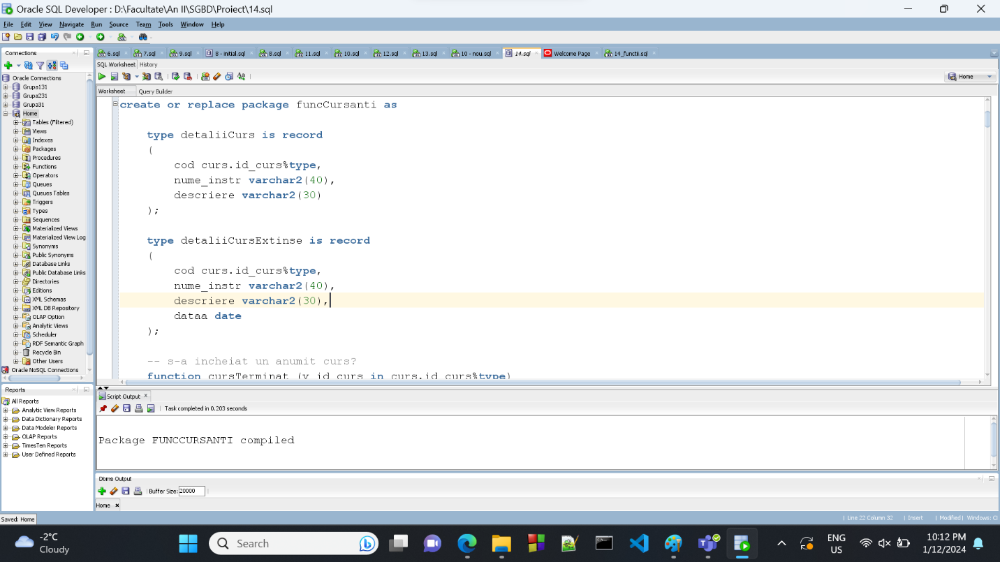 Oracle SQL Developer : D:\Facultate\An II\SGBD\Proiect\14.sql
File Edit View Navigate Run Source Team Tools Window Help
Connections
6.sql 7.sql 9.sql 8 - initial.sql 8.sql 11.sql 10.sql 12.sql 13.sql 10 - nou.sql 14.sql Welcome Page 14_functii.sql
SQL Worksheet History
Home
Worksheet Query Builder
Oracle Connections
Grupa131
Grupa231
Grupa31
Home
Tables (Filtered)
Views
Indexes
Packages
Procedures
Functions
Operators
Queues
Queues Tables
Triggers
Types
Sequences
Materialized Views
Materialized View Log
Synonyms
Public Synonyms
Database Links
Public Database Links
Directories
Editions
XML Schemas
XML DB Repository
OLAP Option
Analytic Views
Scheduler
RDF Semantic Graph
Recycle Bin
Other Users
Oracle NoSQL Connections
create or replace package funcCursanti as
type detaliiCurs is record
(
cod curs.id_curs%type,
nume_instr varchar2(40),
descriere varchar2(30)
);
type detaliiCursExtinse is record
(
cod curs.id_curs%type,
nume_instr varchar2(40),
descriere varchar2(30),
dataa date
);
-- s-a incheiat un anumit curs?
function cursTerminat (v_id_curs in curs.id_curs%type)
Reports
All Reports
Analytic View Reports
Data Dictionary Reports
Data Modeler Reports
OLAP Reports
TimesTen Reports
User Defined Reports
Script Output
Task completed in 0.203 seconds
Package FUNCCURSANTI compiled
Dbms Output
Buffer Size: 20000
Home
Saved: Home
Line 22 Column 32 Insert Modified Windows: C
-2°C
Cloudy
Search
ENG
US
10:12 PM
1/12/2024